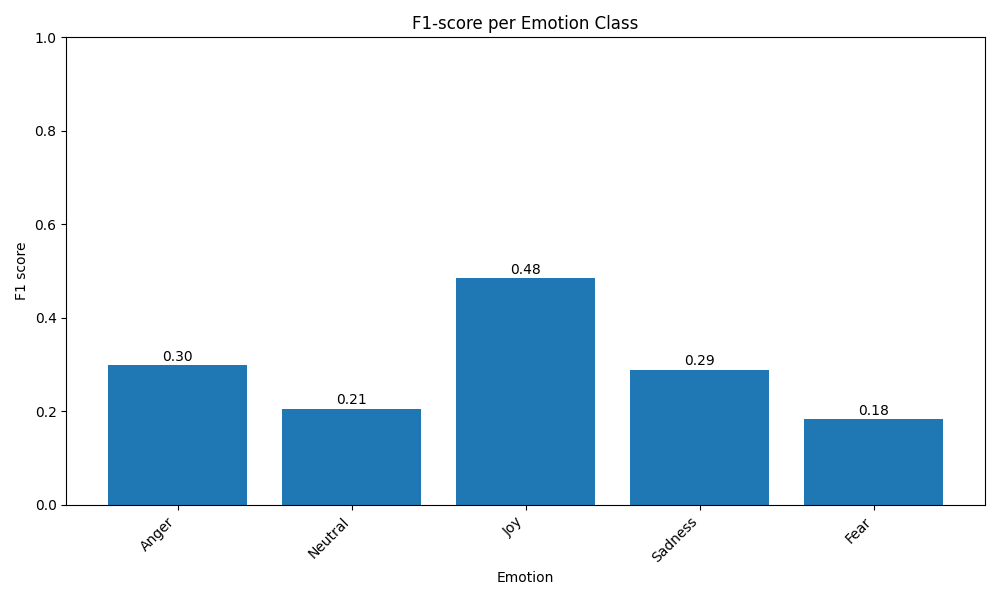 F1-score per Emotion Class
1.0
0.8
0.6
0.4
0.2
0.0
F1 score
0.30
0.21
0.48
0.29
0.18
Anger
Neutral
Joy
Sadness
Fear
Emotion